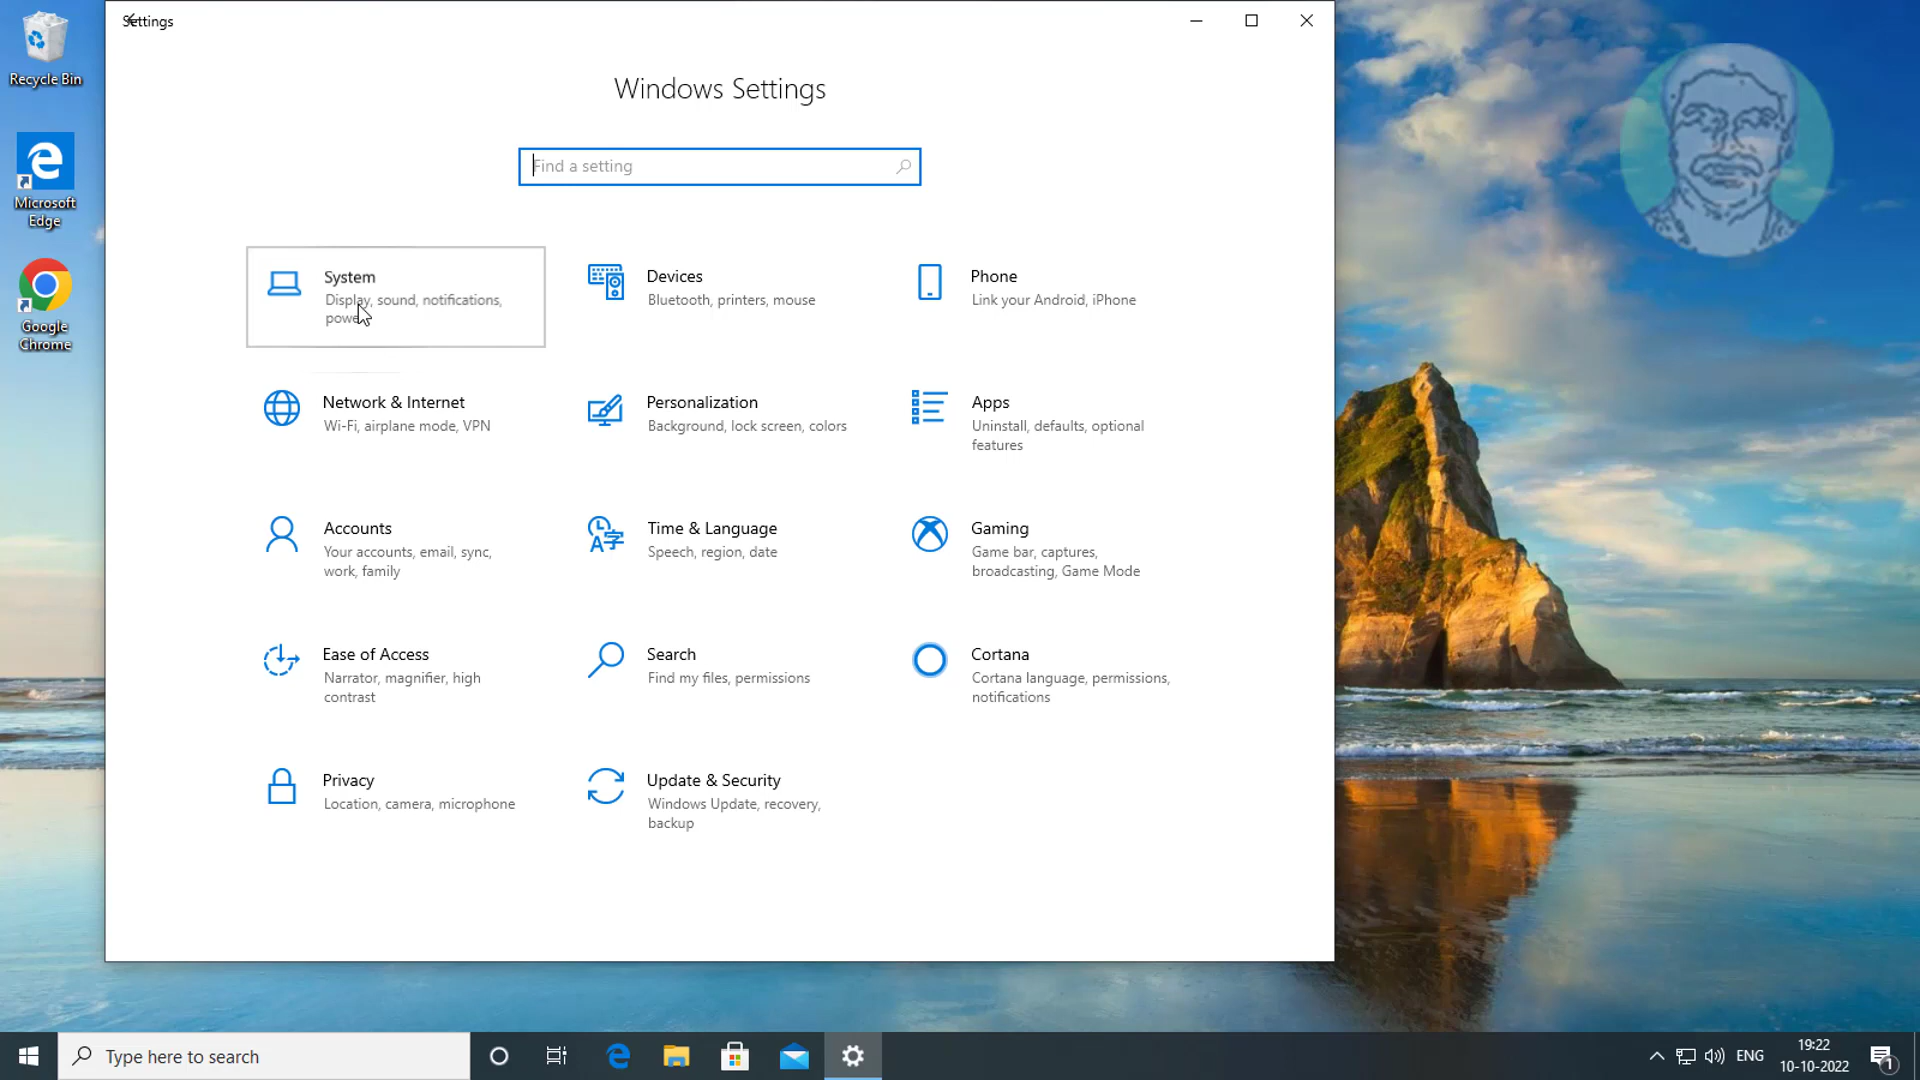 Settings
Recycle Bin
Microsoft
Edge
Google
Chrome
Windows Settings
Find a setting
System
Display, sound, notifications,
Devices
Bluetooth, printers, mouse
Phone
Link your Android, iPhone
Network & Internet
Wi-Fi, airplane mode, VPN
Personalization
Background, lock screen, colors
Apps
Uninstall, defaults, optional
features
Accounts
Your accounts, email, sync,
work, family
Time & Language
Speech, region, date
Gaming
Game bar, captures,
broadcasting, Game Mode
Ease of Access
Narrator, magnifier, high
contrast
Search
Find my files, permissions
Cortana
Cortana language, permissions,
notifications
Privacy
Location, camera, microphone
Update & Security
Windows Update, recovery,
backup
Type here to search
ENG
19:22
10-10-2022
1